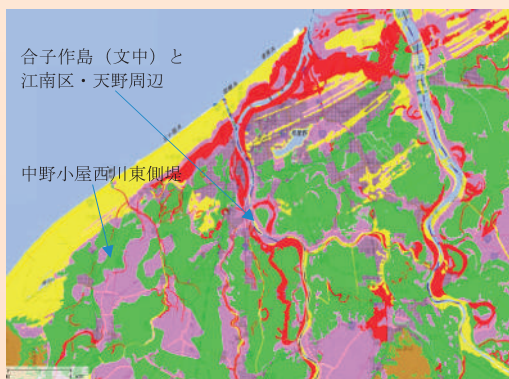 合子作島（文中）と
江南区・天野周辺
中野小屋西川東側堤